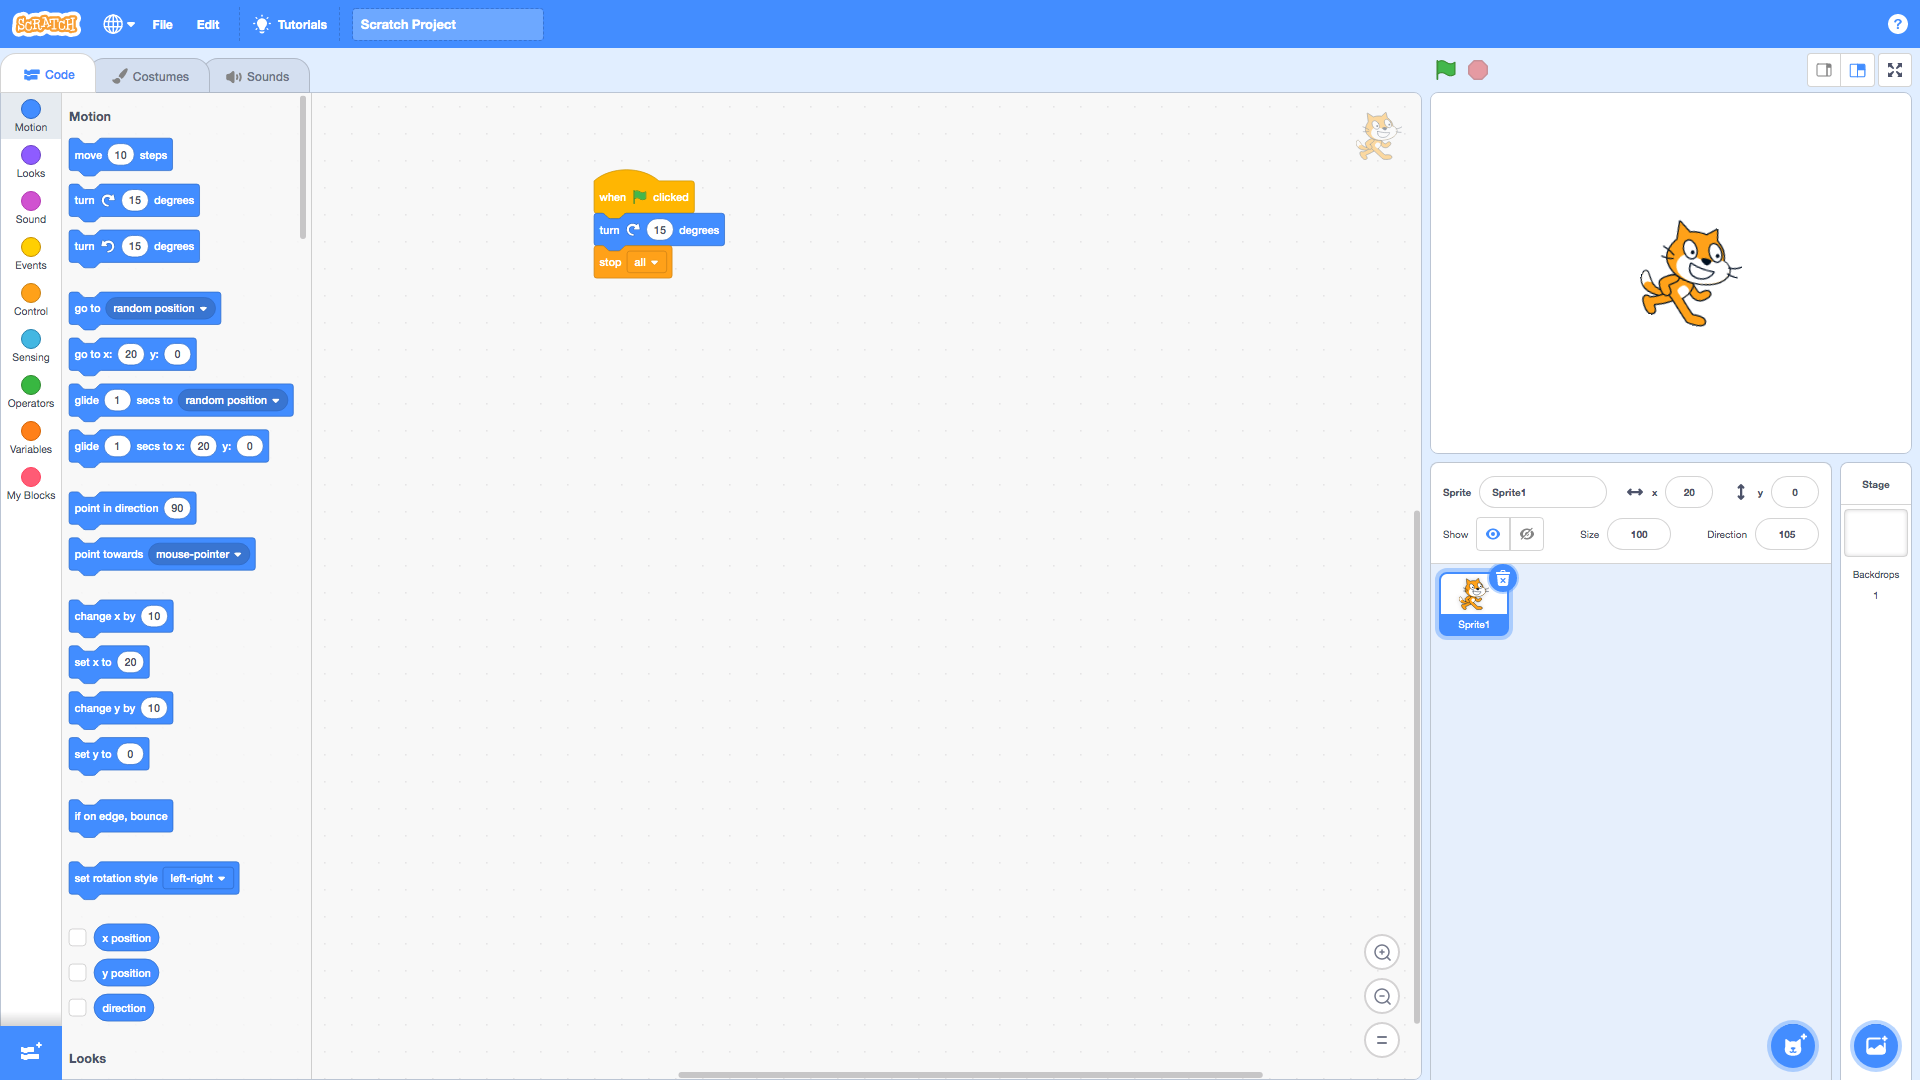 SCRATCH File Edit Tutorials Scratch Project ?
Code Costumes Sounds
Motion
Looks
Sound
Events
Control
Sensing
Operators
Variables
My Blocks
Motion
move 10 steps
turn 15 degrees
turn 15 degrees
go to random position
go to x: 20 y: 0
glide 1 secs to random position
glide 1 secs to x: 20 y: 0
point in direction 90
point towards mouse-pointer
change x by 10
set x to 20
change y by 10
set y to 0
if on edge, bounce
set rotation style left-right
x position
y position
direction
Looks
when clicked
turn 15 degrees
stop all
Sprite Sprite1 x 20 y 0
Show Size 100 Direction 105
Sprite1
Stage
Backdrops
1